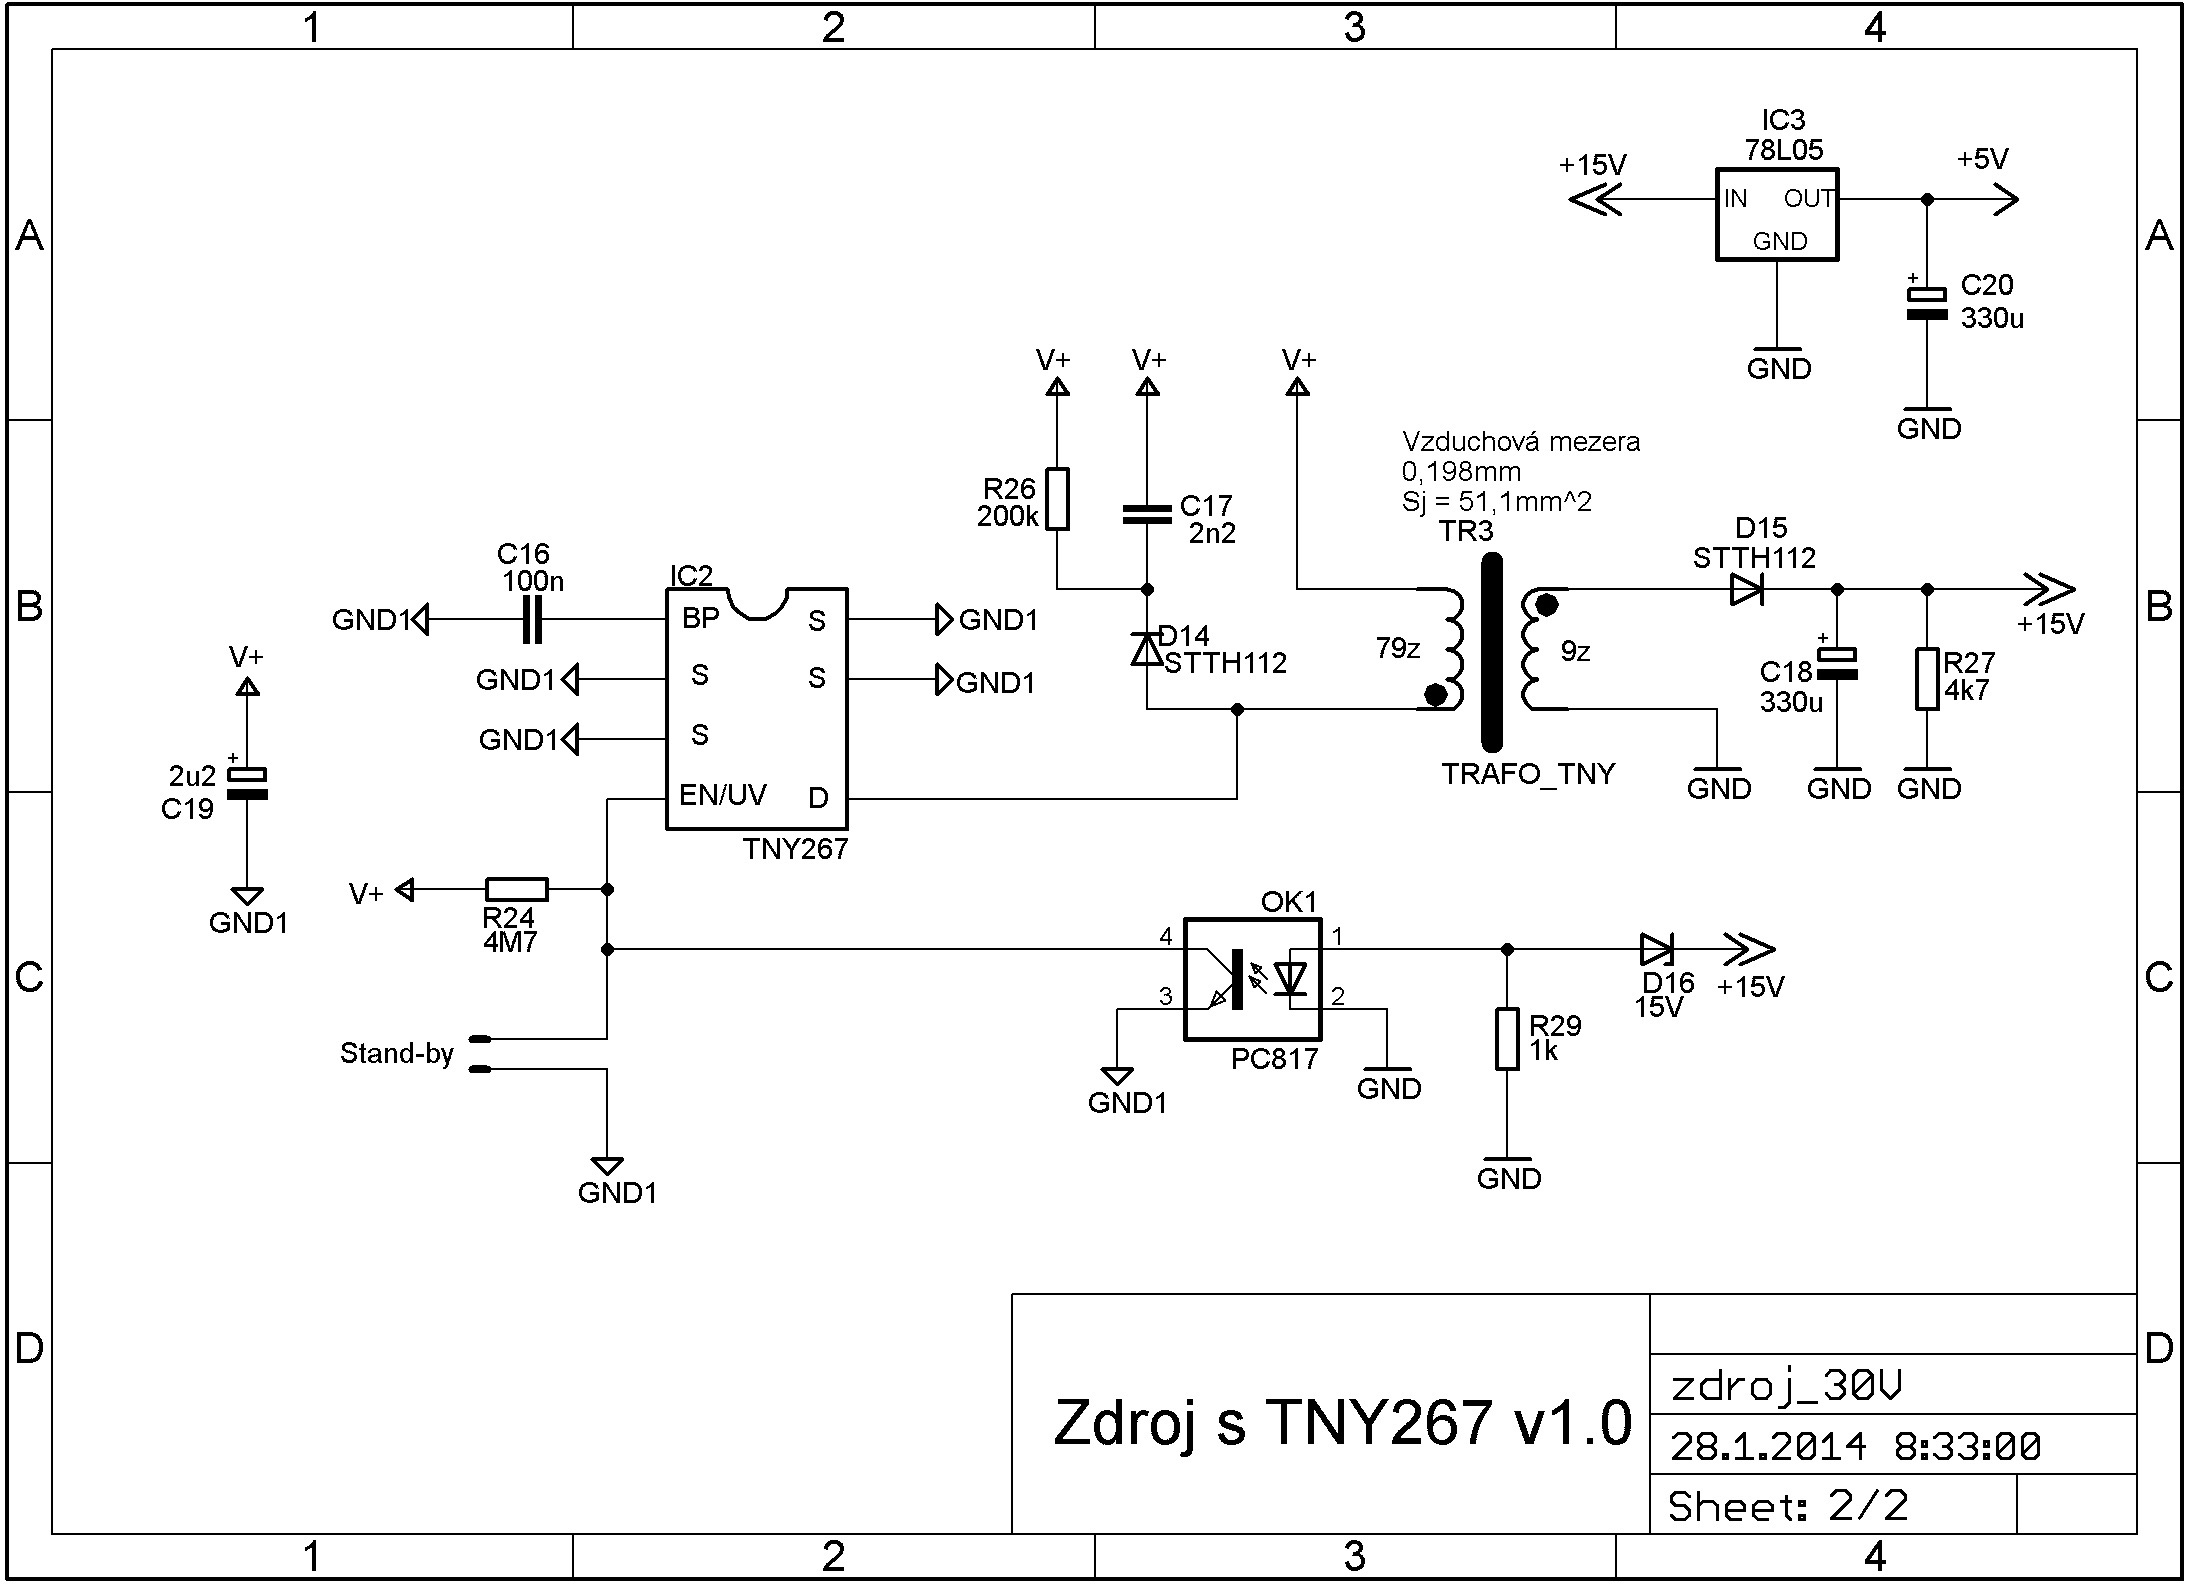 1 2 3 4
A A
IC3
78L05
+15V
+5V
IN OUT
GND
C20
330u
GND
GND
V+ V+ V+
Vzduchová mezera
0,198mm
Sj = 51,1mm^2
TR3
R26
200k
C17
2n2
D15
STTH112
C16
100n
IC2
B B
GND1
BP S
GND1
D14
STTH112
79z
9z
+15V
V+
GND1
S S
GND1
C18
330u
R27
4k7
GND1
S
2u2
C19
TRAFO_TNY
GND GND GND
EN/UV D
TNY267
V+
R24
4M7
GND1
OK1
4 1
C C
3 2
D16
15V
+15V
R29
1k
Stand-by
PC817
GND
GND1
GND1
GND
D D
Zdroj s TNY267 v1.0
zdroj_30V
28.1.2014 8:33:00
Sheet: 2/2
1 2 3 4